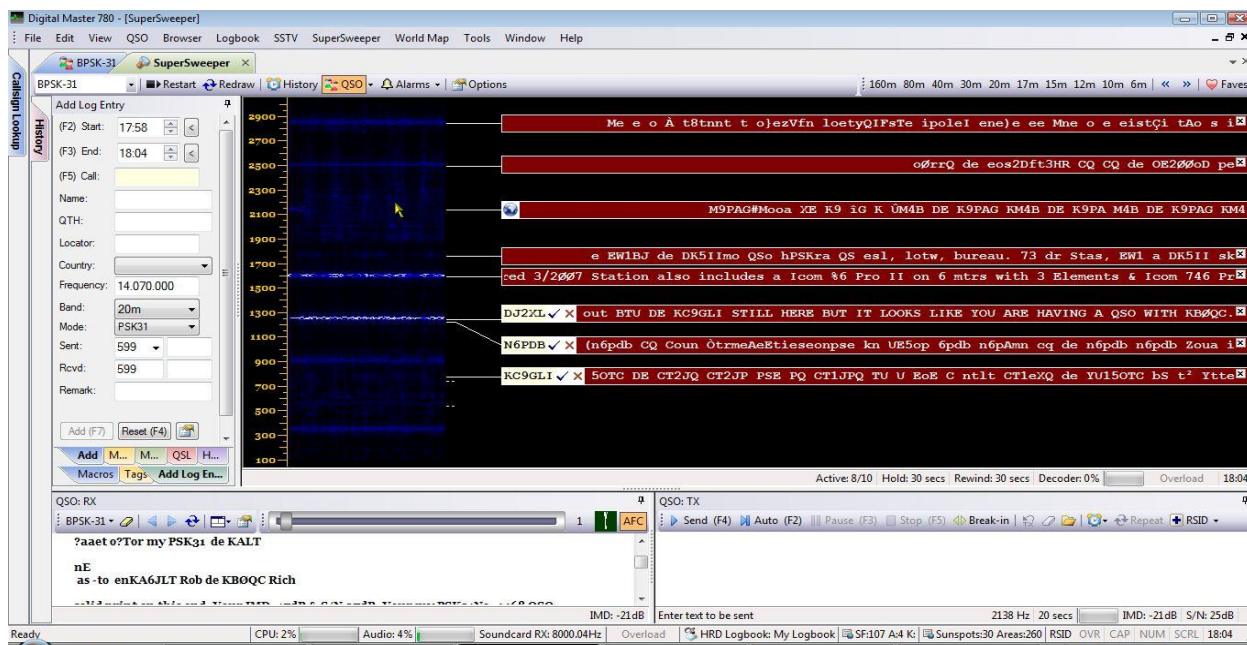 Digital Master 780 - [SuperSweeper]
File Edit View QSO Browser Logbook SSTV SuperSweeper World Map Tools Window Help
BPSK-31 SuperSweeper ×
Callsign Lookup
History
BPSK-31 Restart Redraw History QSO Alarms Options 160m 80m 40m 30m 20m 17m 15m 12m 10m 6m « » Faves
Add Log Entry
(F2) Start: 17:58 <
(F3) End: 18:04 <
(F5) Call:
Name:
QTH:
Locator:
Country:
Frequency: 14.070.000
Band: 20m
Mode: PSK31
Sent: 599
Rcvd: 599
Remark:
Add (F7) Reset (F4)
Add M... M... QSL H...
Macros Tags Add Log En...
2900
2700
2500
2300
2100
1900
1700
1500
1300
1100
900
700
500
300
100
Me e o À t8tnnt t o}ezVfn loetyQIFsTe ipoleI ene)e ee Mne o e eistÇi tAo s i
oØrrQ de eos2Dft3HR CQ CQ de OE2ØØoD pe
M9PAG#Mooa YE K9 îG K ÛM4B DE K9PAG KM4B DE K9PA M4B DE K9PAG KM4
e EW1BJ de DK5IImo QSo hPSKra QS esl, lotw, bureau. 73 dr Stas, EW1 a DK5II sk
red 3/2ØØ7 Station also includes a Icom %6 Pro II on 6 mtrs with 3 Elements & Icom 746 Pr
DJ2XL out BTU DE KC9GLI STILL HERE BUT IT LOOKS LIKE YOU ARE HAVING A QSO WITH KBØQC.
N6PDB (n6pdb CQ Coun ÒtrmeAeEtieseonpse kn UE5op 6pdb n6pAmn cq de n6pdb n6pdb Zoua i
KC9GLI 5OTC DE CT2JQ CT2JP PSE PQ CT1JPQ TU U EoE C ntlt CT1eXQ de YU15OTC bS t² Ytte
Active: 8/10 Hold: 30 secs Rewind: 30 secs Decoder: 0% Overload 18:04
QSO: RX
BPSK-31 1 AFC
?aaet o?Tor my PSK31 de KALT
nE
as -to enKA6JLT Rob de KBØQC Rich
IMD: -21dB
QSO: TX
Send (F4) Auto (F2) Pause (F3) Stop (F5) Break-in Repeat RSID
Enter text to be sent 2138 Hz 20 secs IMD: -21dB S/N: 25dB
Ready CPU: 2% Audio: 4% Soundcard RX: 8000.04Hz Overload HRD Logbook: My Logbook SF:107 A:4 K: Sunspots:30 Areas:260 RSID OVR CAP NUM SCRL 18:04